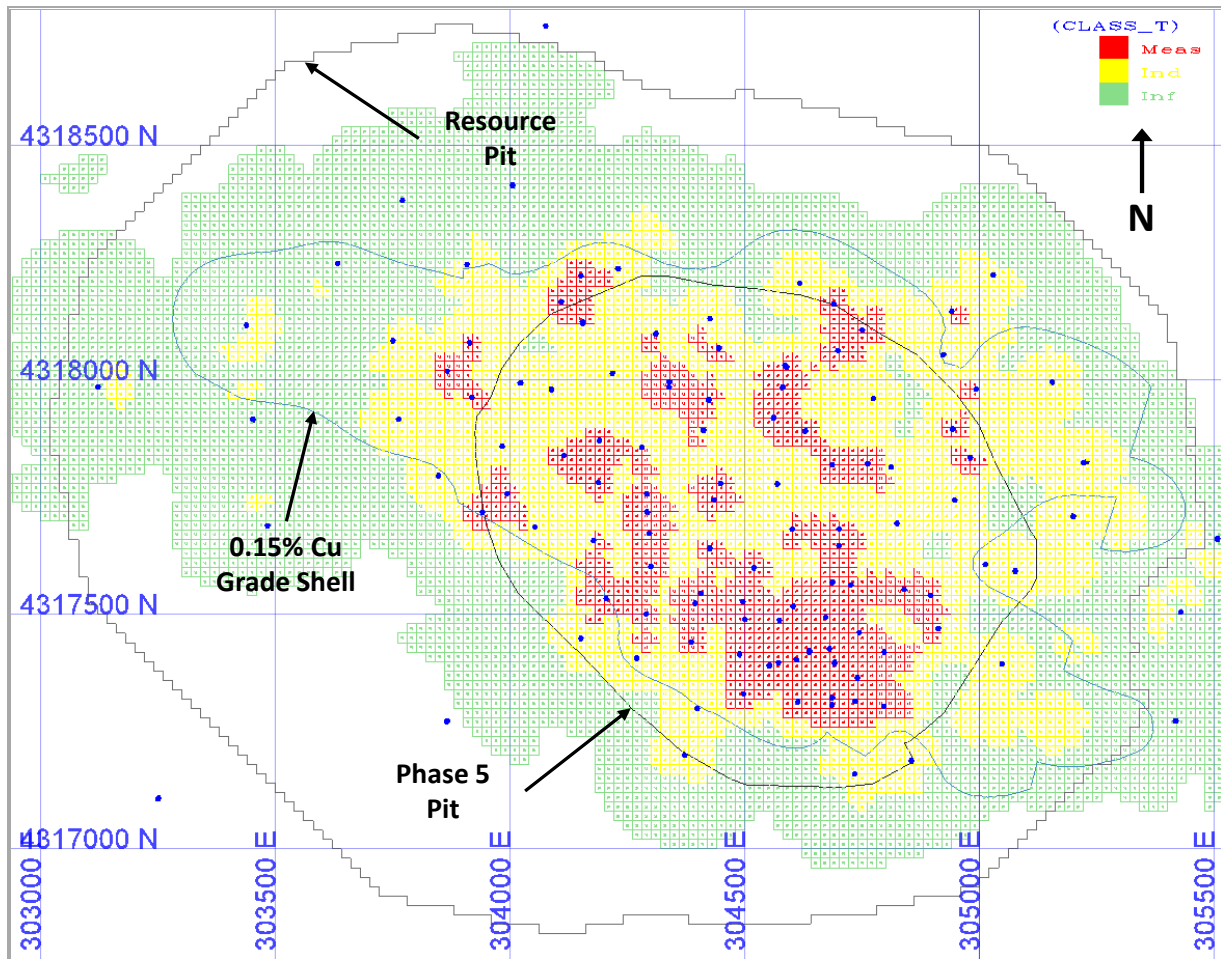 (CLASS_T)
Meas
Ind
Inf
Resource
Pit
4318500 N
N
4318000 N
0.15% Cu
Grade Shell
4317500 N
Phase 5
Pit
4317000 N
303000 E
303500 E
304000 E
304500 E
305000 E
305500 E